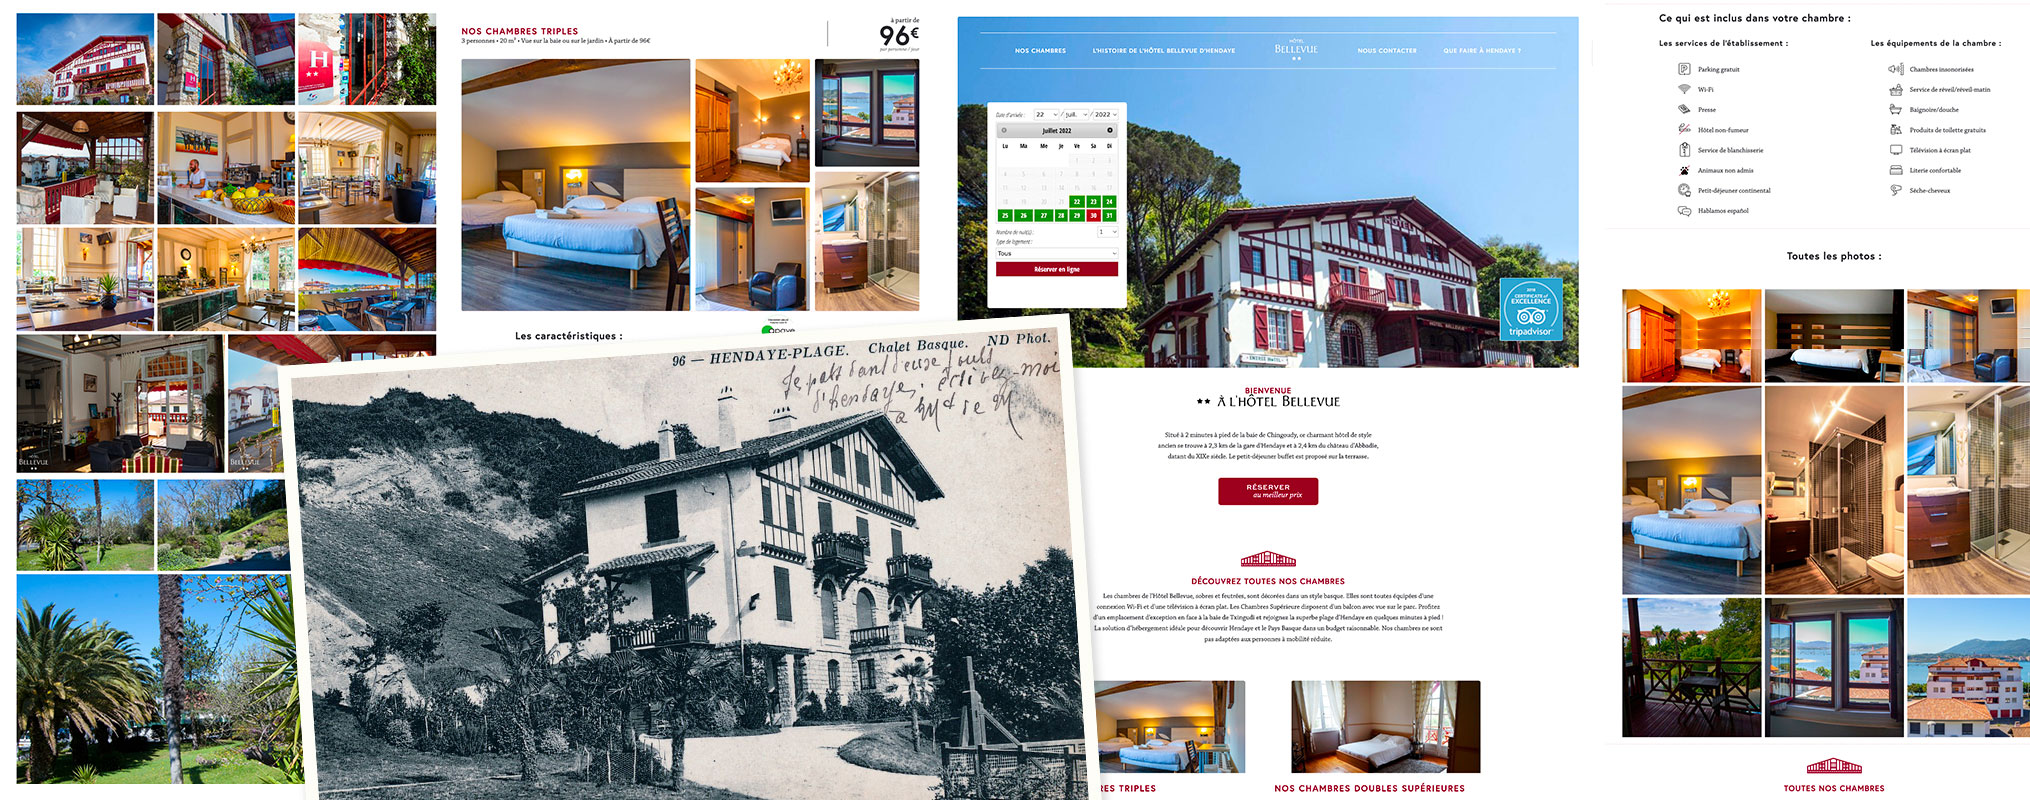 H
★★
H
BELLEVUE
★★
HÔTEL
BELLEVUE
★★
NOS CHAMBRES TRIPLES
3 personnes • 20 m² • Vue sur la baie ou sur le jardin • À partir de 96€
à partir de
96€
par personne / jour
Les caractéristiques :
apave
96 — HENDAYE-PLAGE. Chalet Basque. ND Phot.
d'hendaye,
NOS CHAMBRES
L'HISTOIRE DE L'HÔTEL BELLEVUE D'HENDAYE
HÔTEL
BELLEVUE
★★
NOUS CONTACTER
QUE FAIRE À HENDAYE ?
Date d'arrivée : 22 / juil. / 2022
Juillet 2022
Lu Ma Me Je Ve Sa Di
1 2 3
4 5 6 7 8 9 10
11 12 13 14 15 16 17
18 19 20 21 22 23 24
25 26 27 28 29 30 31
Nombre de nuit(s) : 1
Type de logement :
Tous
Réserver en ligne
HOTEL BELLEVUE
ENTREE HOTEL
2018
CERTIFICATE of
EXCELLENCE
tripadvisor
BIENVENUE
★★ À L'HÔTEL BELLEVUE
Situé à 2 minutes à pied de la baie de Chingoudy, ce charmant hôtel de style
ancien se trouve à 2,3 km de la gare d'Hendaye et à 2,4 km du château d'Abbadie,
datant du XIXe siècle. Le petit-déjeuner buffet est proposé sur la terrasse.
RÉSERVER
au meilleur prix
DÉCOUVREZ TOUTES NOS CHAMBRES
Les chambres de l'Hôtel Bellevue, sobres et feutrées, sont décorées dans un style basque. Elles sont toutes équipées d'une
connexion Wi-Fi et d'une télévision à écran plat. Les Chambres Supérieure disposent d'un balcon avec vue sur le parc. Profitez
d'un emplacement d'exception en face à la baie de Txingudi et rejoignez la superbe plage d'Hendaye en quelques minutes à pied !
La solution d'hébergement idéale pour découvrir Hendaye et le Pays Basque dans un budget raisonnable. Nos chambres ne sont
pas adaptées aux personnes à mobilité réduite.
RES TRIPLES
NOS CHAMBRES DOUBLES SUPÉRIEURES
Ce qui est inclus dans votre chambre :
Les services de l'établissement :
Parking gratuit
Wi-Fi
Presse
Hôtel non-fumeur
Service de blanchisserie
Animaux non admis
Petit-déjeuner continental
Hablamos español
Les équipements de la chambre :
Chambres insonorisées
Service de réveil/réveil-matin
Baignoire/douche
Produits de toilette gratuits
Télévision à écran plat
Literie confortable
Sèche-cheveux
Toutes les photos :
TOUTES NOS CHAMBRES